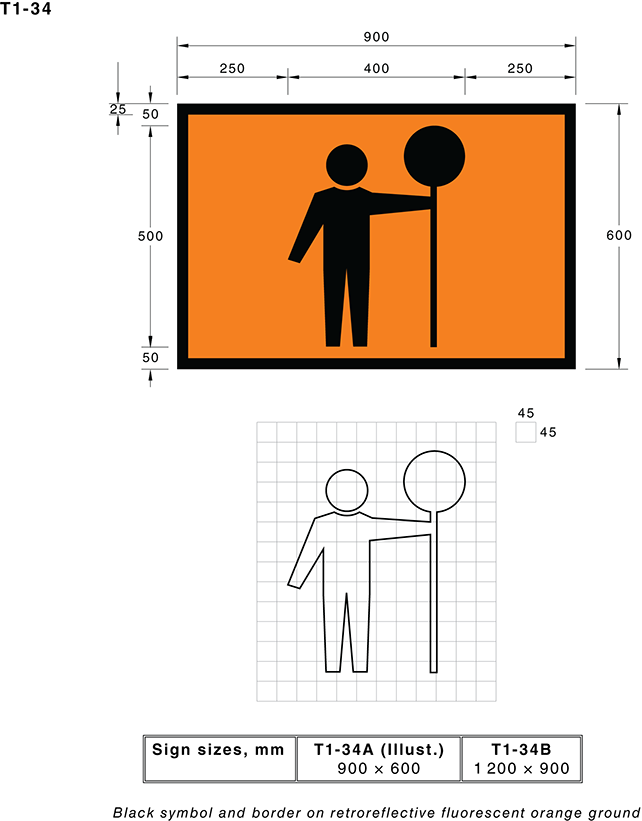 T1-34
900
250 400 250
25 50
500
600
50
45
45
Sign sizes, mm T1-34A (Illust.) T1-34B
900 × 600 1 200 × 900
Black symbol and border on retroreflective fluorescent orange ground